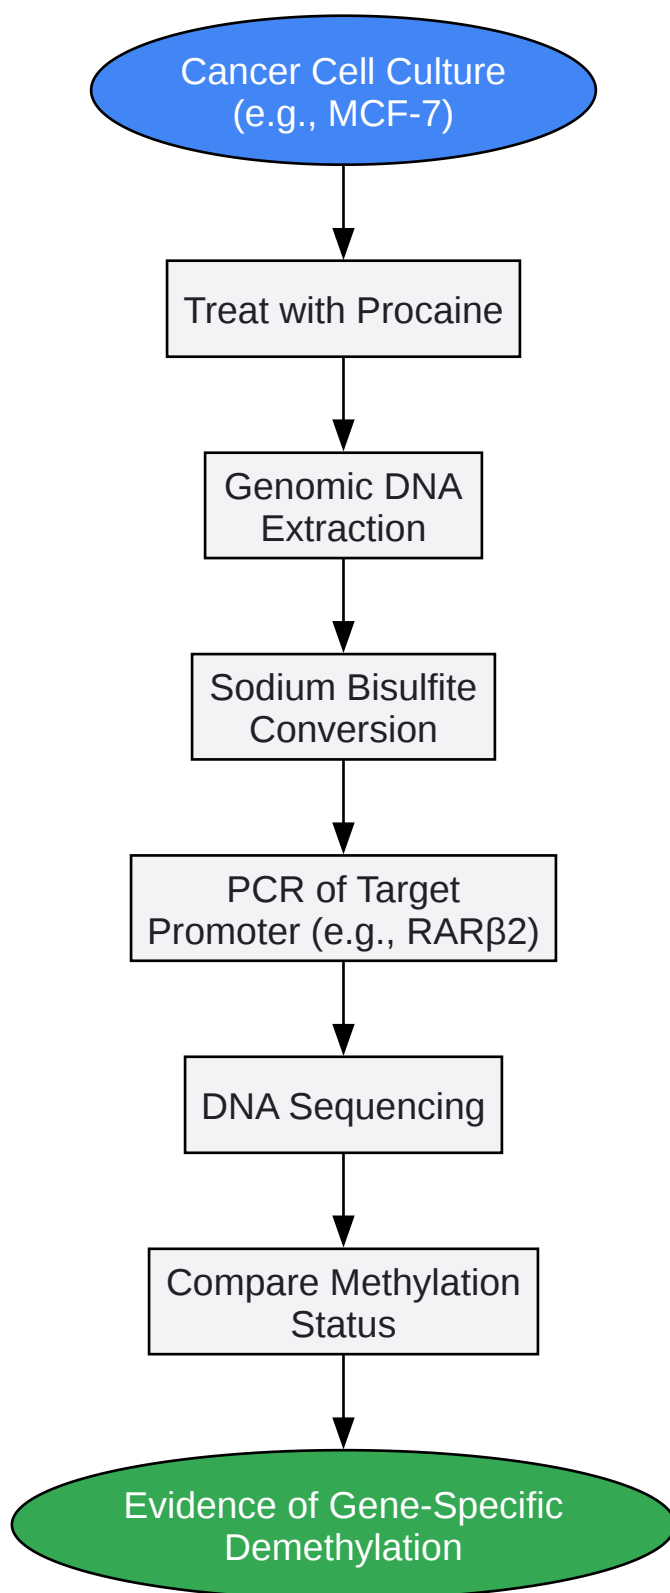 Cancer Cell Culture
(e.g., MCF-7)
Treat with Procaine
Genomic DNA
Extraction
Sodium Bisulfite
Conversion
PCR of Target
Promoter (e.g., RARβ2)
DNA Sequencing
Compare Methylation
Status
Evidence of Gene-Specific
Demethylation